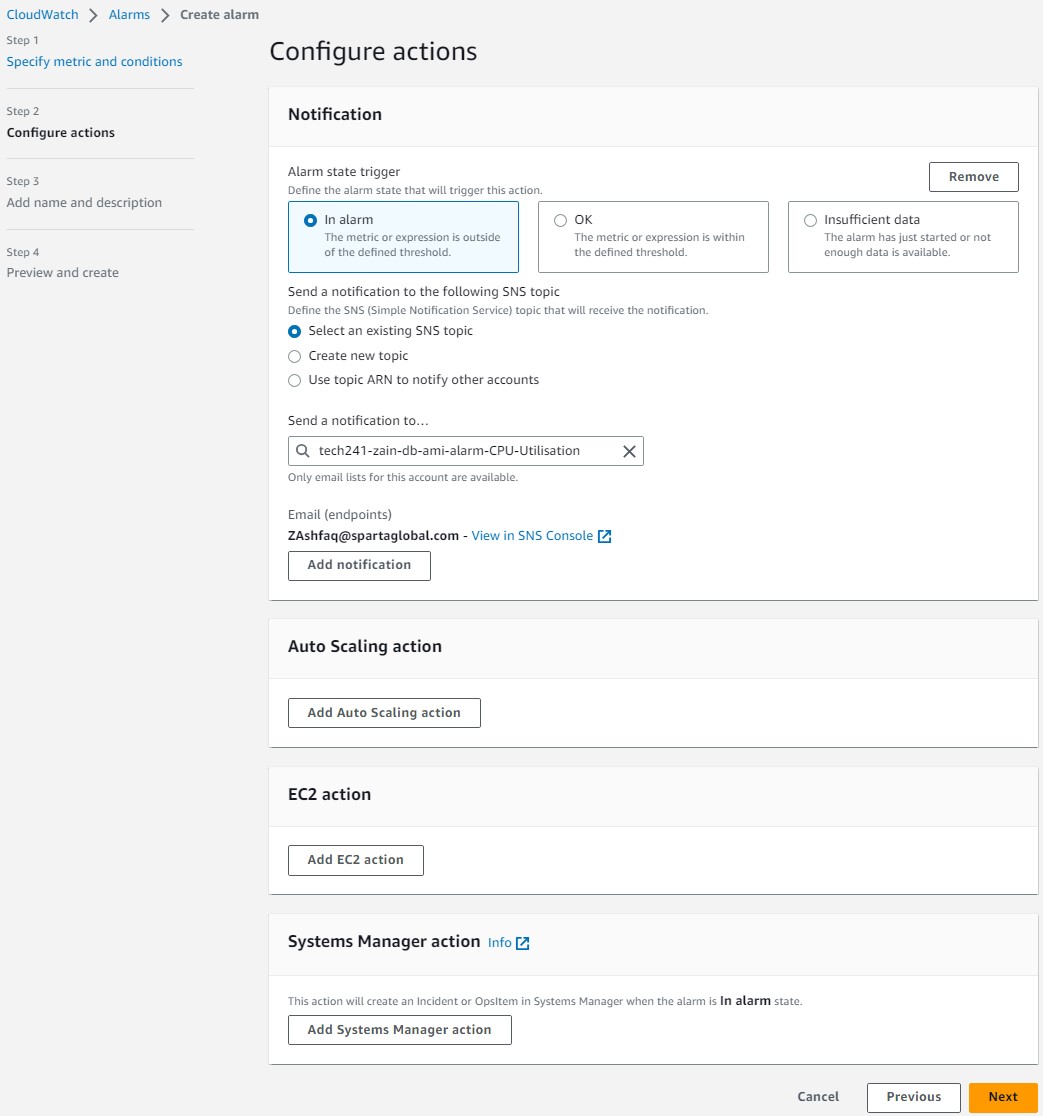 CloudWatch > Alarms > Create alarm
Step 1
Specify metric and conditions
Step 2
Configure actions
Step 3
Add name and description
Step 4
Preview and create
Configure actions
Notification
Alarm state trigger
Define the alarm state that will trigger this action.
Remove
In alarm
The metric or expression is outside
of the defined threshold.
OK
The metric or expression is within
the defined threshold.
Insufficient data
The alarm has just started or not
enough data is available.
Send a notification to the following SNS topic
Define the SNS (Simple Notification Service) topic that will receive the notification.
Select an existing SNS topic
Create new topic
Use topic ARN to notify other accounts
Send a notification to…
tech241-zain-db-ami-alarm-CPU-Utilisation
Only email lists for this account are available.
Email (endpoints)
ZAshfaq@spartaglobal.com - View in SNS Console
Add notification
Auto Scaling action
Add Auto Scaling action
EC2 action
Add EC2 action
Systems Manager action Info
This action will create an Incident or OpsItem in Systems Manager when the alarm is In alarm state.
Add Systems Manager action
Cancel
Previous
Next